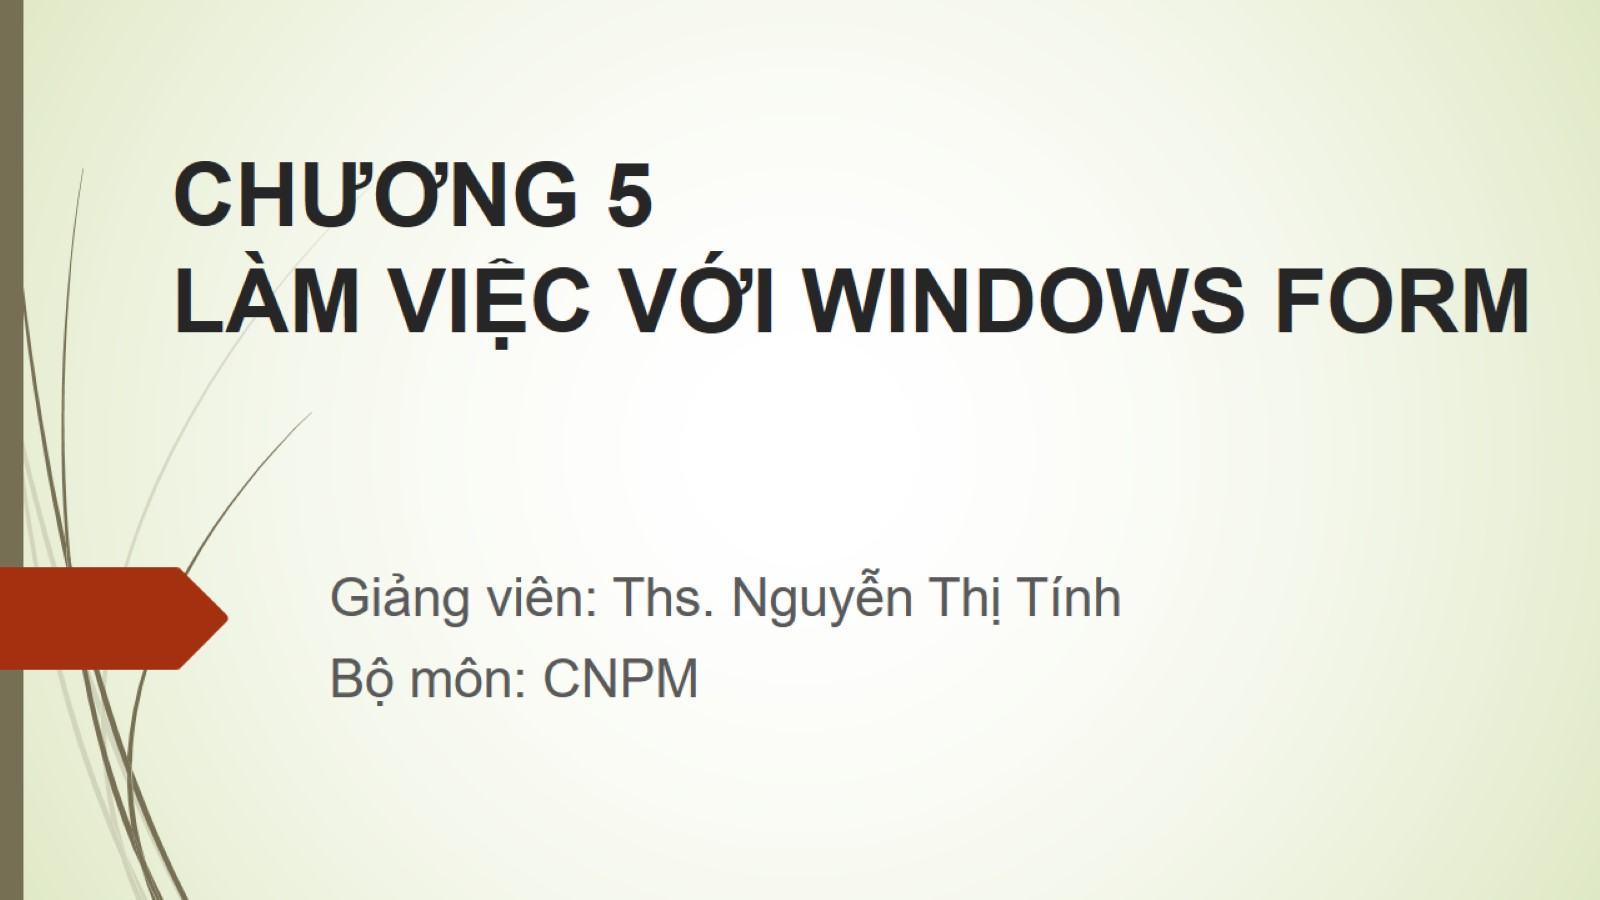 CHƯƠNG 5
LÀM VIỆC VỚI WINDOWS FORM
Giảng viên: Ths. Nguyễn Thị Tính
Bộ môn: CNPM